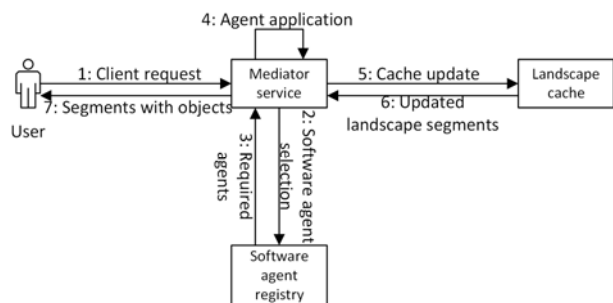 4: Agent application
1: Client request
Mediator
service
5: Cache update
Landscape
cache
7: Segments with objects
6: Updated
landscape segments
User
2: Software agent
selection
3: Required
agents
Software
agent
registry